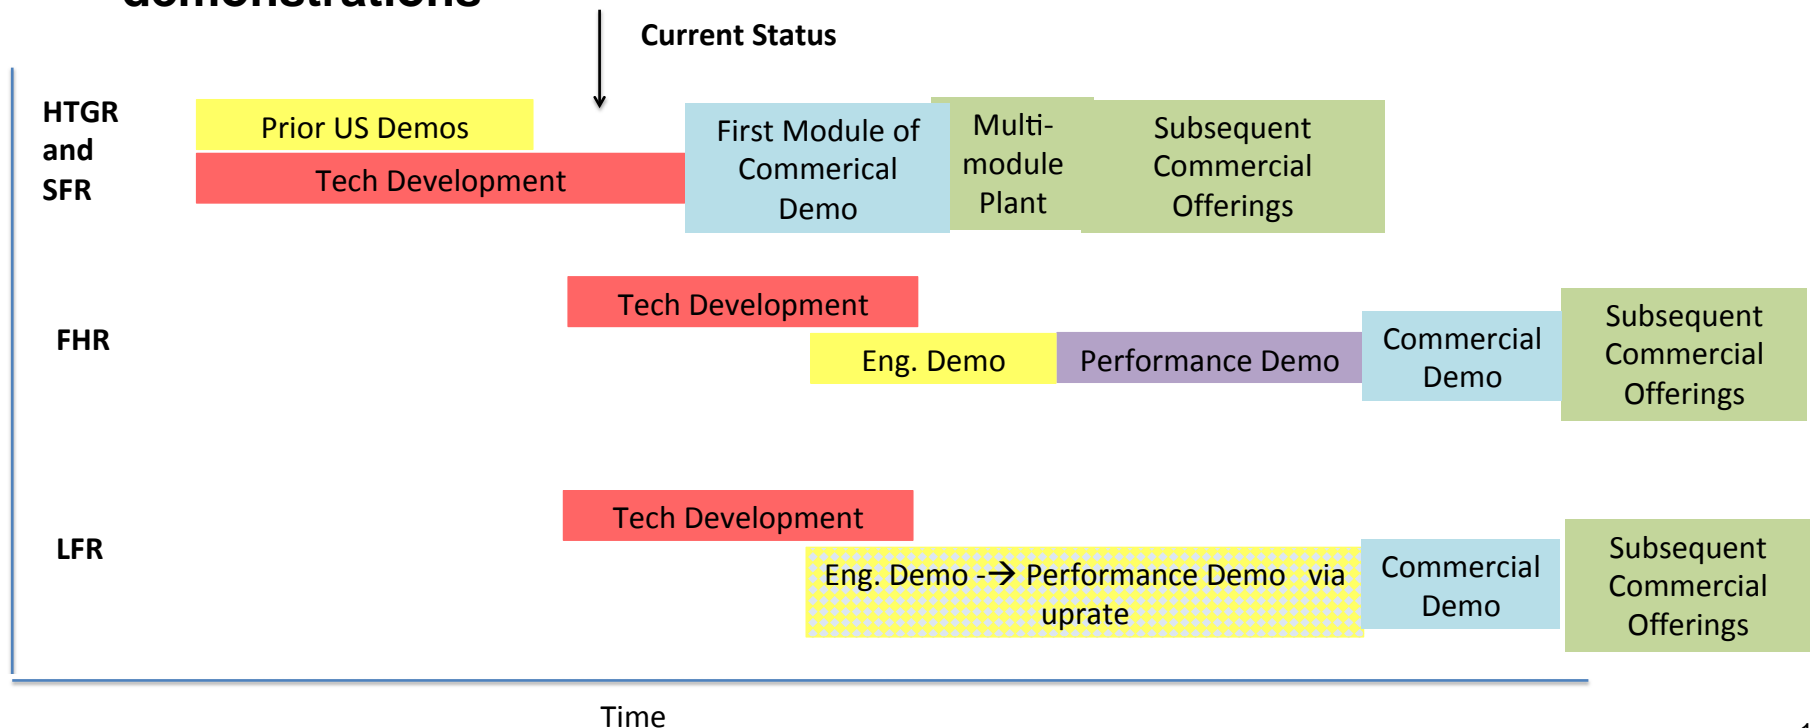 demonstrations
Current Status
HTGR
and
SFR
Prior US Demos
Tech Development
First Module of
Commerical
Demo
Multi-
module
Plant
Subsequent
Commercial
Offerings
FHR
Tech Development
Eng. Demo
Performance Demo
Commercial
Demo
Subsequent
Commercial
Offerings
LFR
Tech Development
Eng. Demo -→ Performance Demo via
uprate
Commercial
Demo
Subsequent
Commercial
Offerings
Time